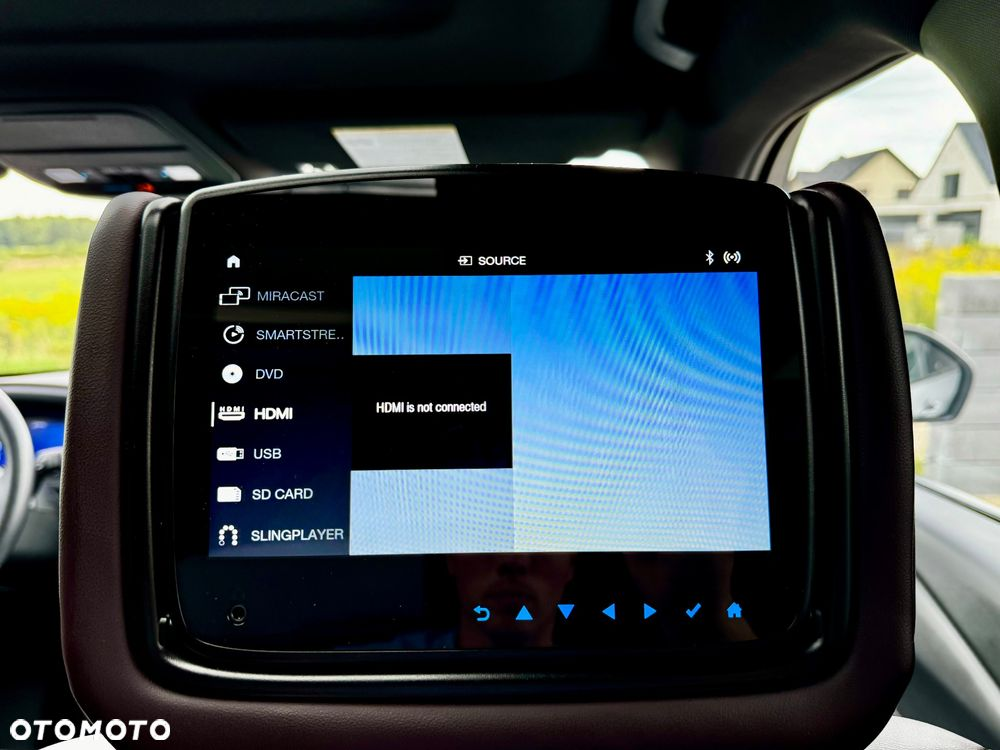 SOURCE
MIRACAST
SMARTSTRE..
DVD
HDMI
HDMI
HDMI is not connected
USB
SD CARD
SLINGPLAYER
OTOMOTO